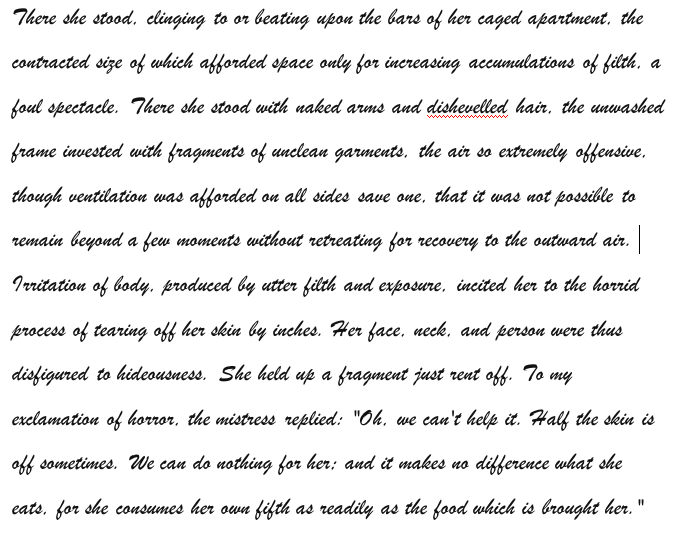 There she stood, clinging to or beating upon the bars of her caged apartment, the
contracted size of which afforded space only for increasing accumulations of filth, a
foul spectacle. There she stood with naked arms and dishevelled hair, the unwashed
frame invested with fragments of unclean garments, the air so extremely offensive,
though ventilation was afforded on all sides save one, that it was not possible to
remain beyond a few moments without retreating for recovery to the outward air.
Irritation of body, produced by utter filth and exposure, incited her to the horrid
process of tearing off her skin by inches. Her face, neck, and person were thus
disfigured to hideousness. She held up a fragment just rent off. To my
exclamation of horror, the mistress replied: "Oh, we can't help it. Half the skin is
off sometimes. We can do nothing for her; and it makes no difference what she
eats, for she consumes her own fifth as readily as the food which is brought her."